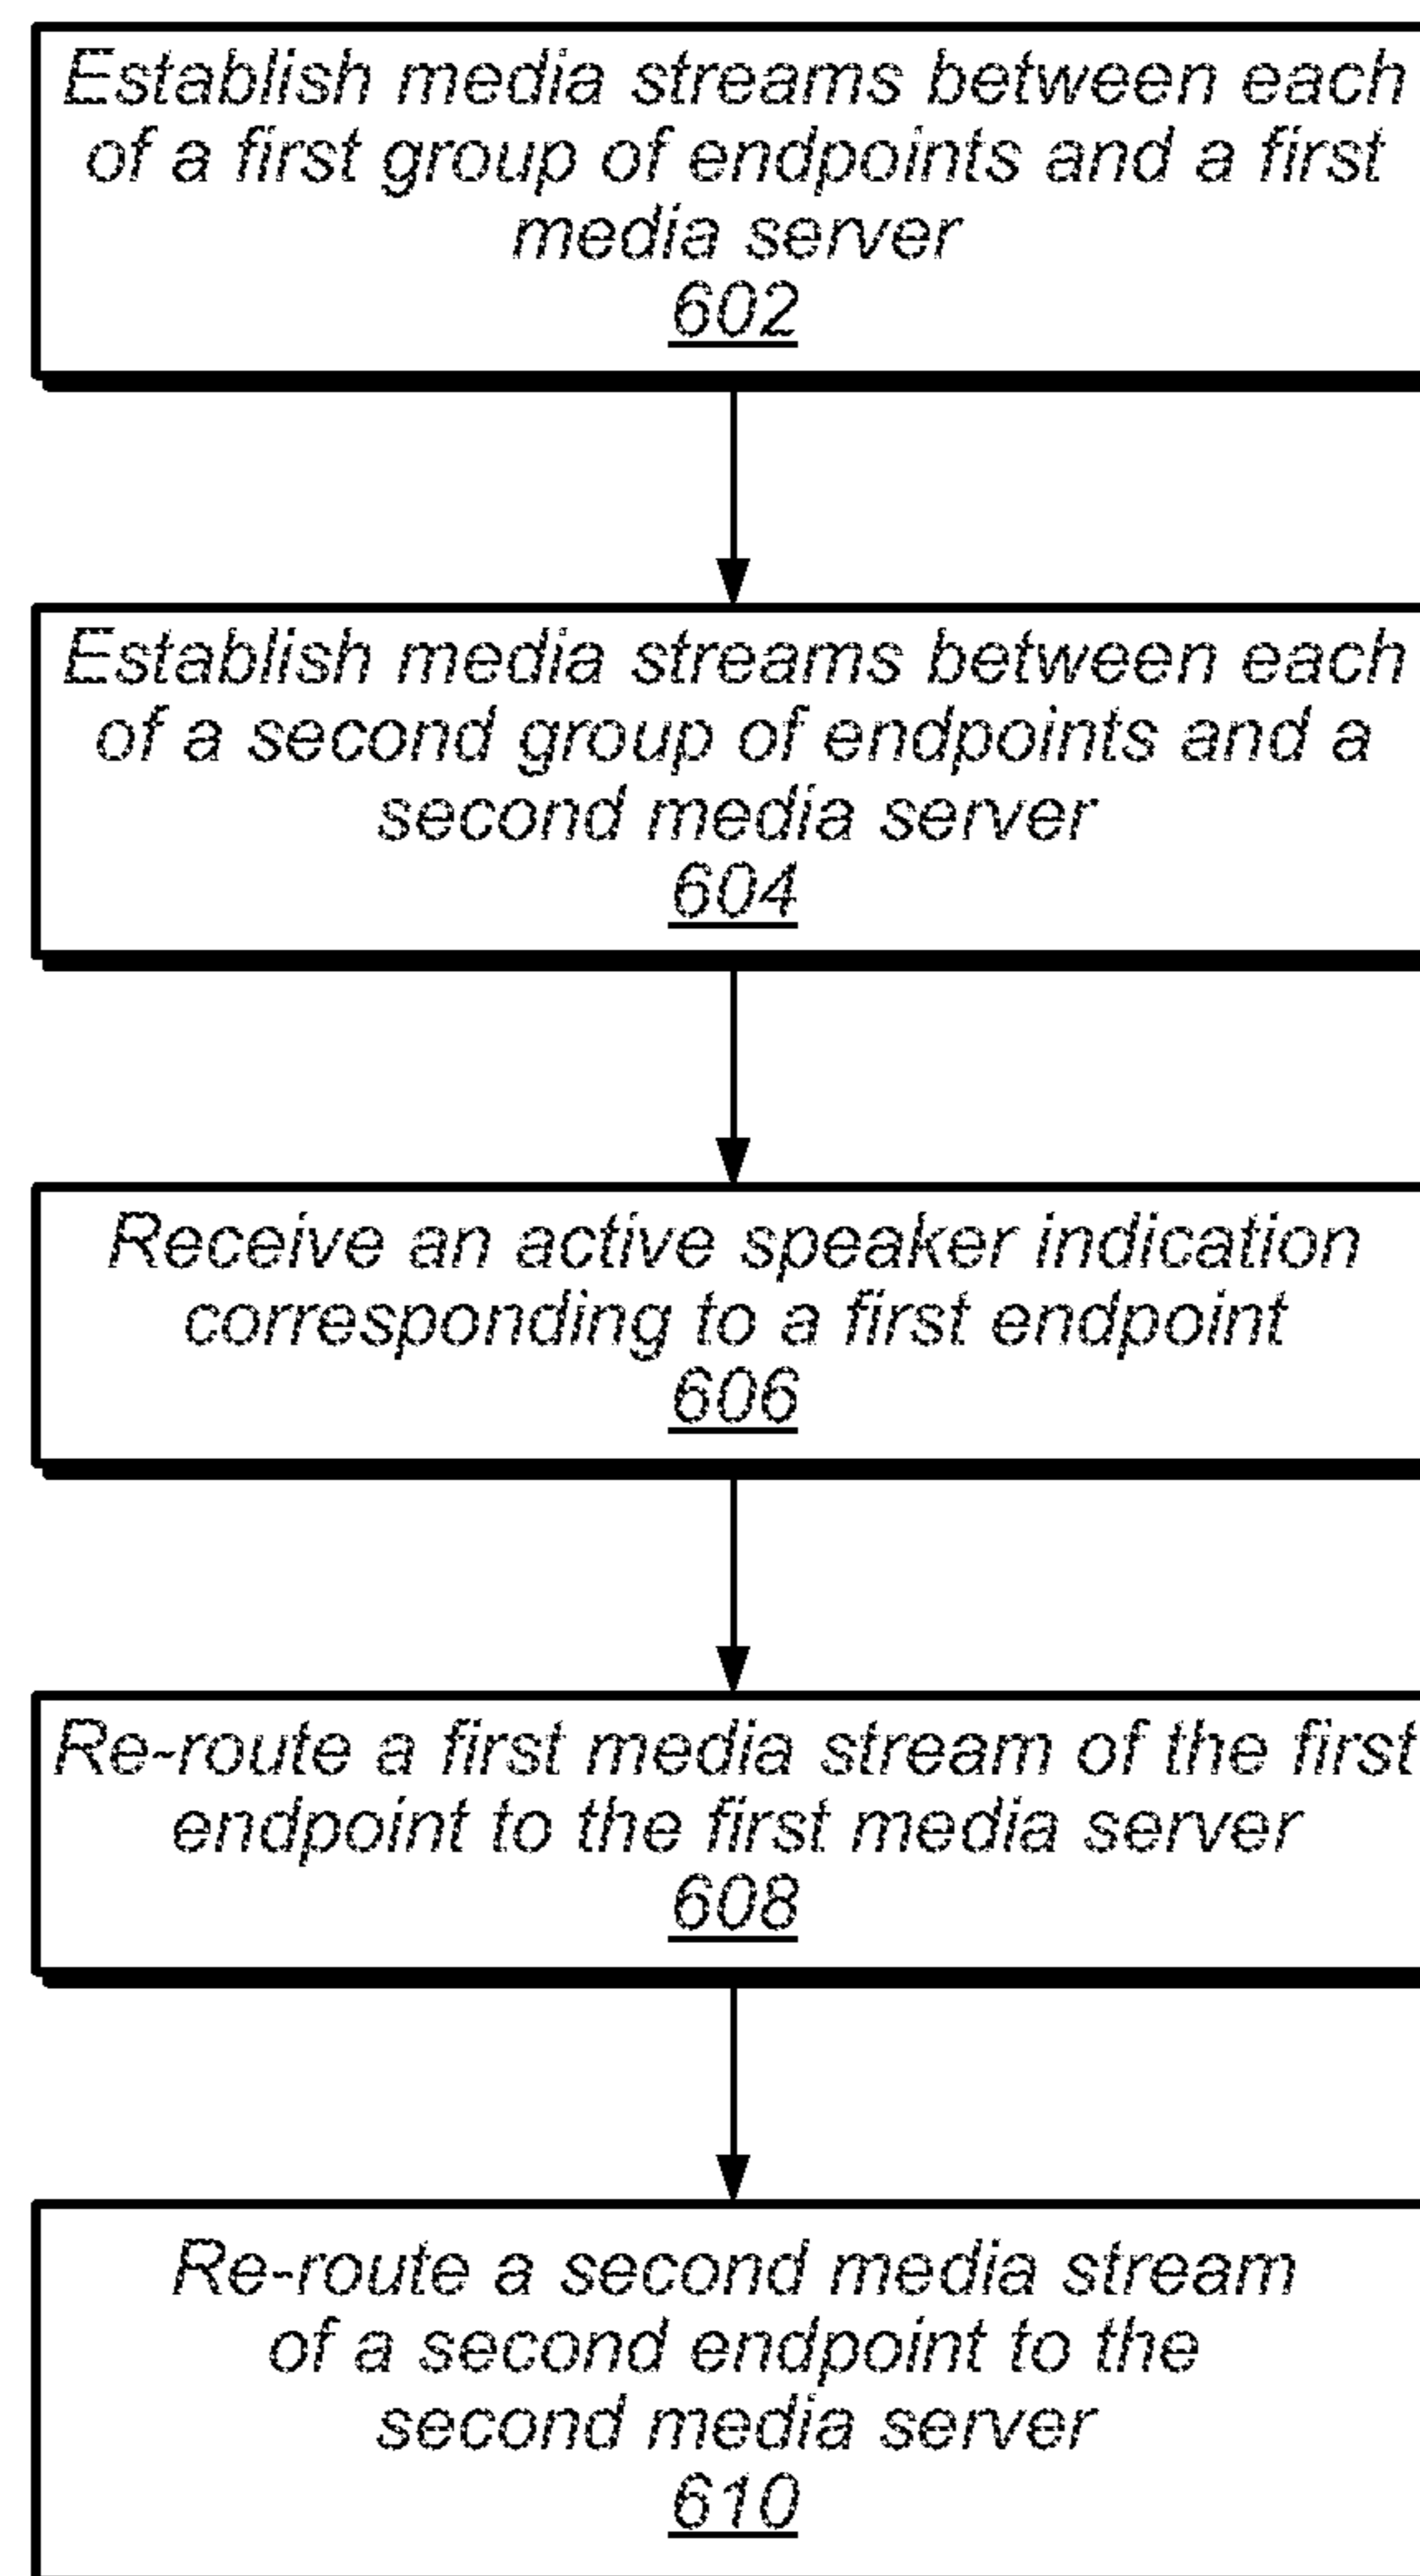 Establish media streams between each
of a first group of endpoints and a first
media server
602
Establish media streams between each
of a second group of endpoints and a
second media server
604
Receive an active speaker indication
corresponding to a first endpoint
606
Re-route a first media stream of the first
endpoint to the first media server
608
Re-route a second media stream
of a second endpoint to the
second media server
610